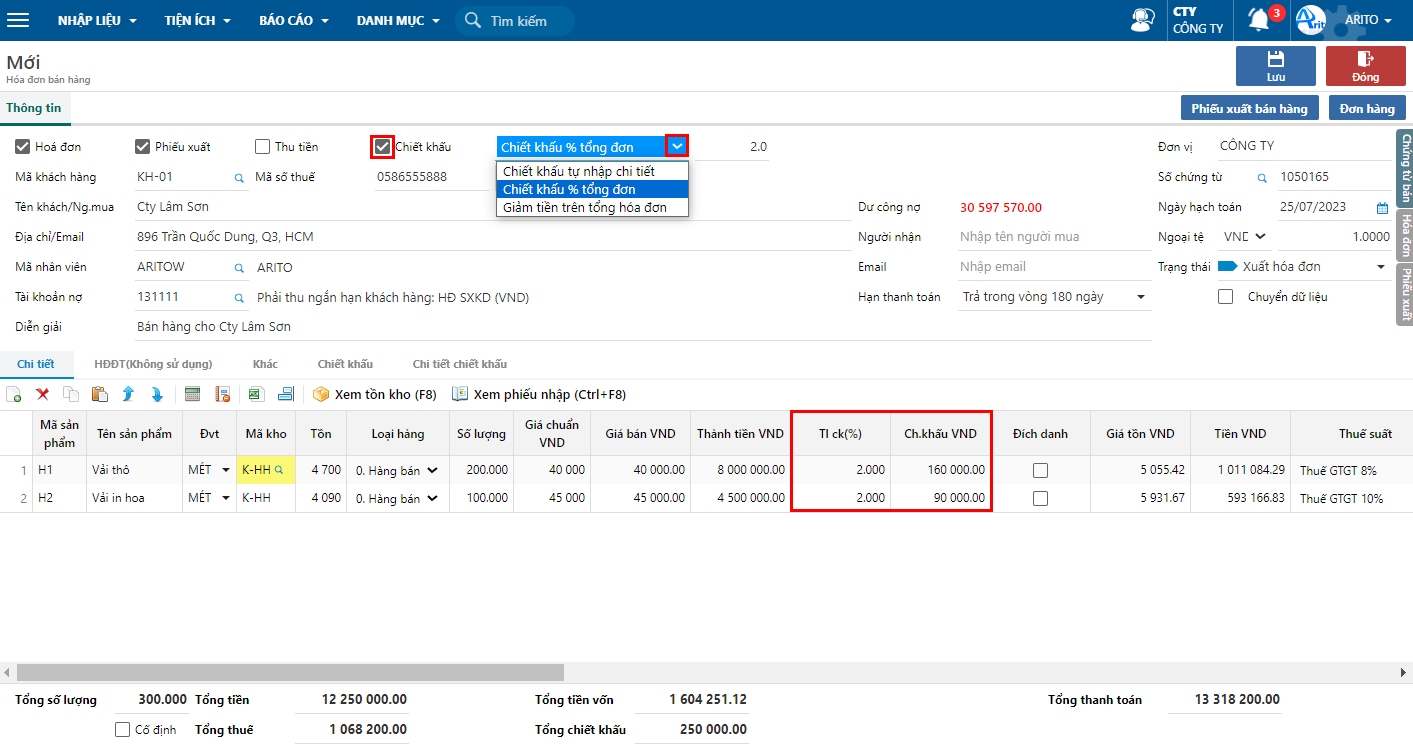 NHẬP LIỆU TIỆN ÍCH BÁO CÁO DANH MỤC Tìm kiếm CTY 3 ARITO
CÔNG TY
Mới
Hóa đơn bán hàng
Lưu Đóng
Thông tin Phiếu xuất bán hàng Đơn hàng
Hoá đơn Phiếu xuất Thu tiền Chiết khấu Chiết khấu % tổng đơn 2.0 Đơn vị CÔNG TY
Chiết khấu tự nhập chi tiết
Chiết khấu % tổng đơn
Giảm tiền trên tổng hóa đơn
Mã khách hàng KH-01 Mã số thuế 0586555888 Số chứng từ 1050165
Tên khách/Ng.mua Cty Lâm Sơn Dư công nợ 30 597 570.00 Ngày hạch toán 25/07/2023
Địa chỉ/Email 896 Trần Quốc Dung, Q3, HCM Người nhận Nhập tên người mua Ngoại tệ VND 1.0000
Mã nhân viên ARITOW ARITO Email Nhập email Trạng thái Xuất hóa đơn
Tài khoản nợ 131111 Phải thu ngắn hạn khách hàng: HĐ SXKD (VND) Hạn thanh toán Trả trong vòng 180 ngày Chuyển dữ liệu
Diễn giải Bán hàng cho Cty Lâm Sơn
Chứng từ bán
Hóa đơn
Phiếu xuất
Chi tiết HĐĐT(Không sử dụng) Khác Chiết khấu Chi tiết chiết khấu
Xem tồn kho (F8) Xem phiếu nhập (Ctrl+F8)
Mã sản phẩm Tên sản phẩm Đvt Mã kho Tồn Loại hàng Số lượng Giá chuẩn VND Giá bán VND Thành tiền VND Tl ck(%) Ch.khấu VND Đích danh Giá tồn VND Tiền VND Thuế suất
1 H1 Vải thô MÉT K-HH 4 700 0. Hàng bán 200.000 40 000 40 000.00 8 000 000.00 2.000 160 000.00 5 055.42 1 011 084.29 Thuế GTGT 8%
2 H2 Vải in hoa MÉT K-HH 4 090 0. Hàng bán 100.000 45 000 45 000.00 4 500 000.00 2.000 90 000.00 5 931.67 593 166.83 Thuế GTGT 10%
Tổng số lượng 300.000 Tổng tiền 12 250 000.00 Tổng tiền vốn 1 604 251.12 Tổng thanh toán 13 318 200.00
Cố định Tổng thuế 1 068 200.00 Tổng chiết khấu 250 000.00